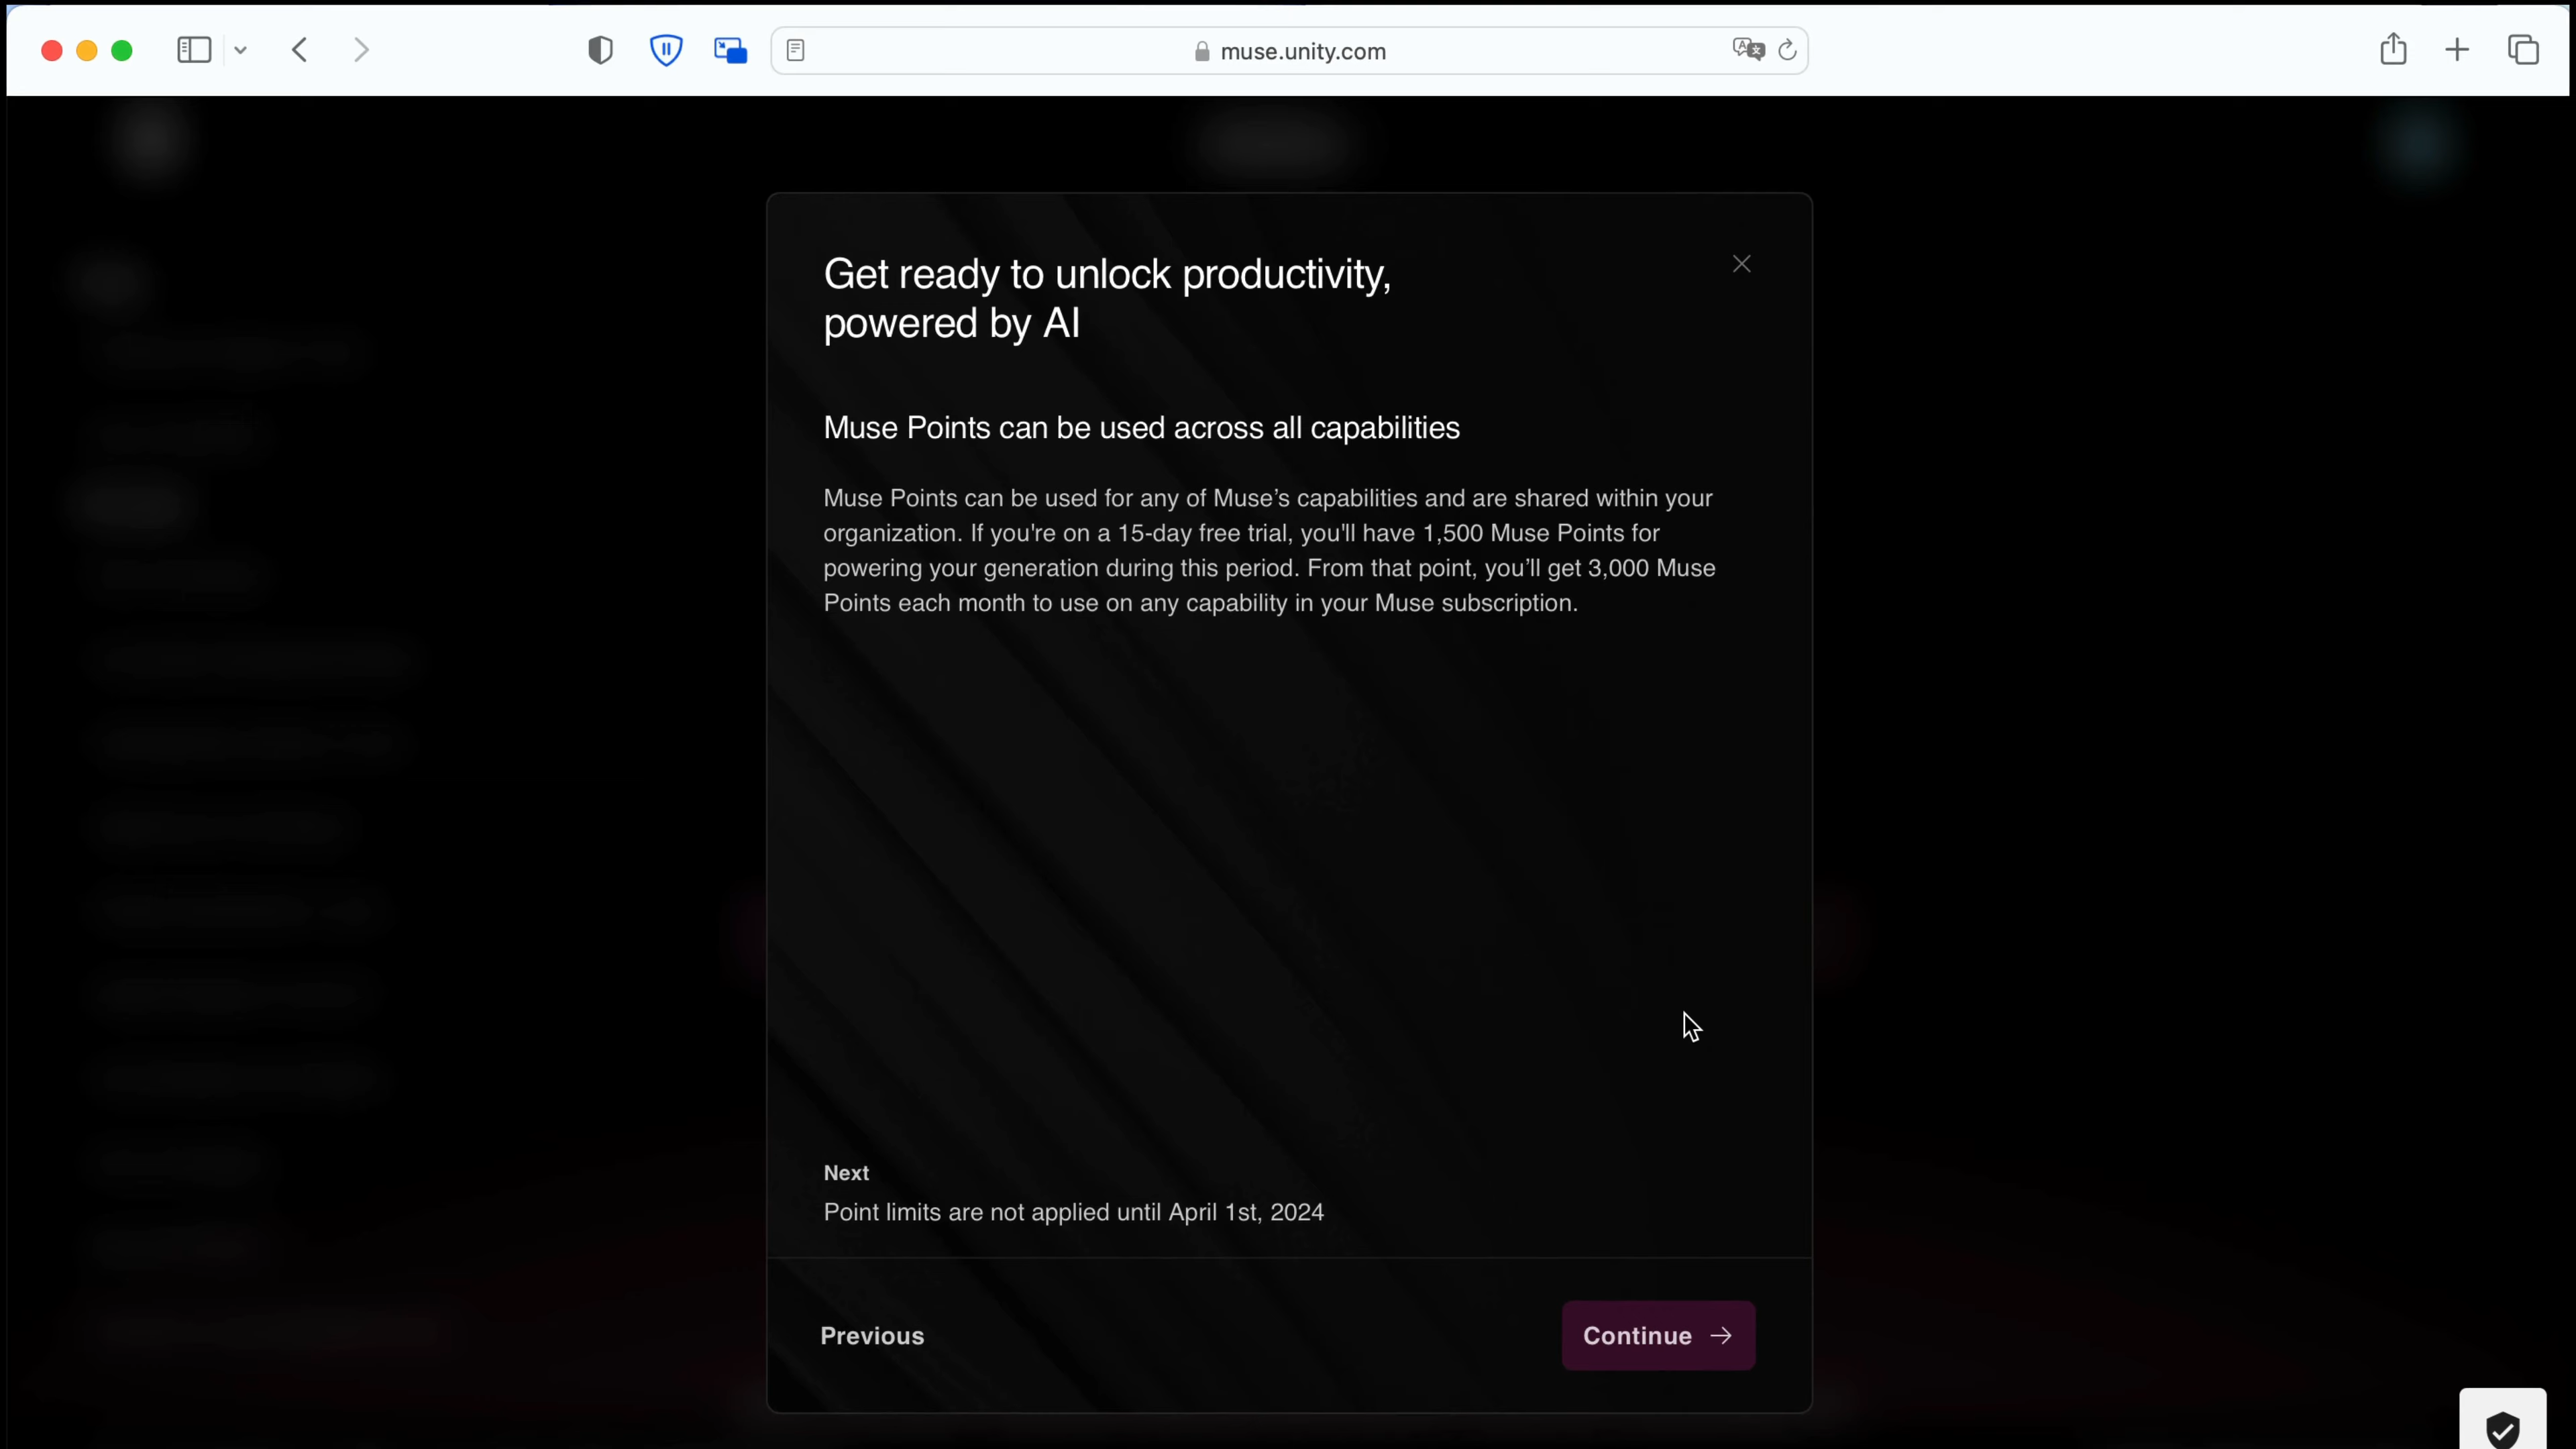 muse.unity.com
Get ready to unlock productivity,
powered by AI
Muse Points can be used across all capabilities
Muse Points can be used for any of Muse’s capabilities and are shared within your
organization. If you're on a 15-day free trial, you'll have 1,500 Muse Points for
powering your generation during this period. From that point, you’ll get 3,000 Muse
Points each month to use on any capability in your Muse subscription.
Next
Point limits are not applied until April 1st, 2024
Previous
Continue